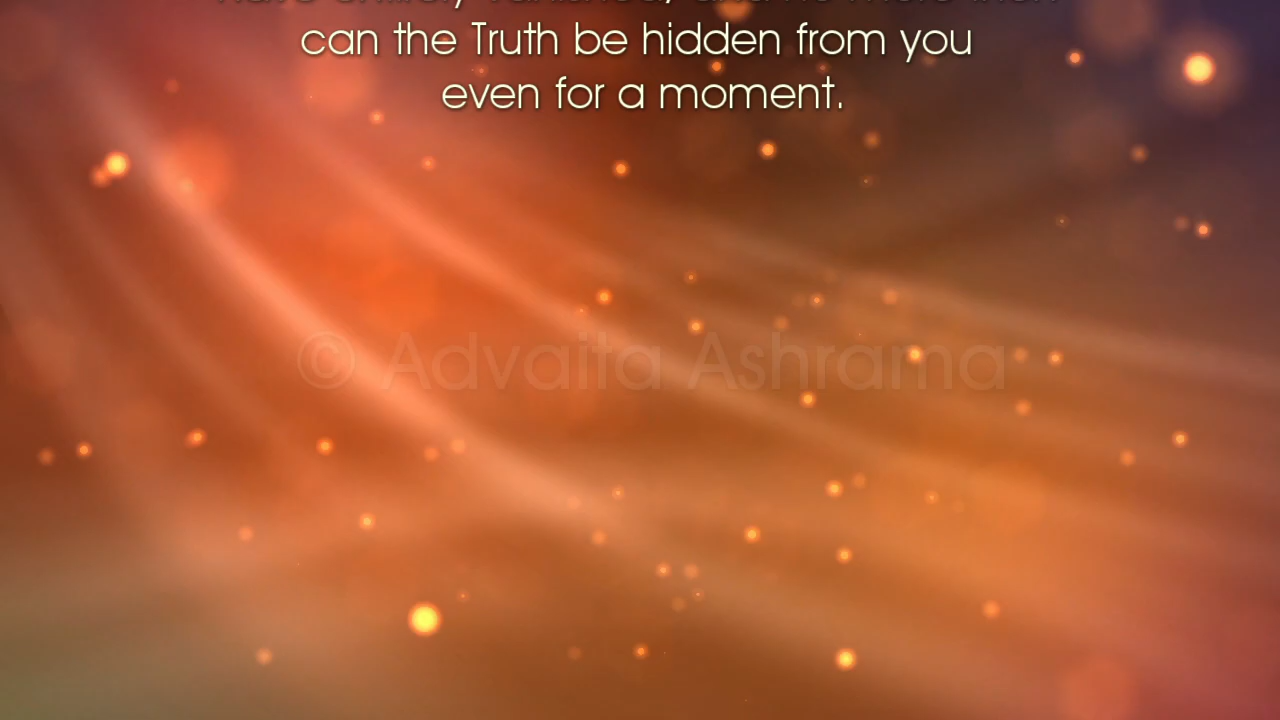 can the Truth be hidden from you
even for a moment.
© Advaita Ashrama